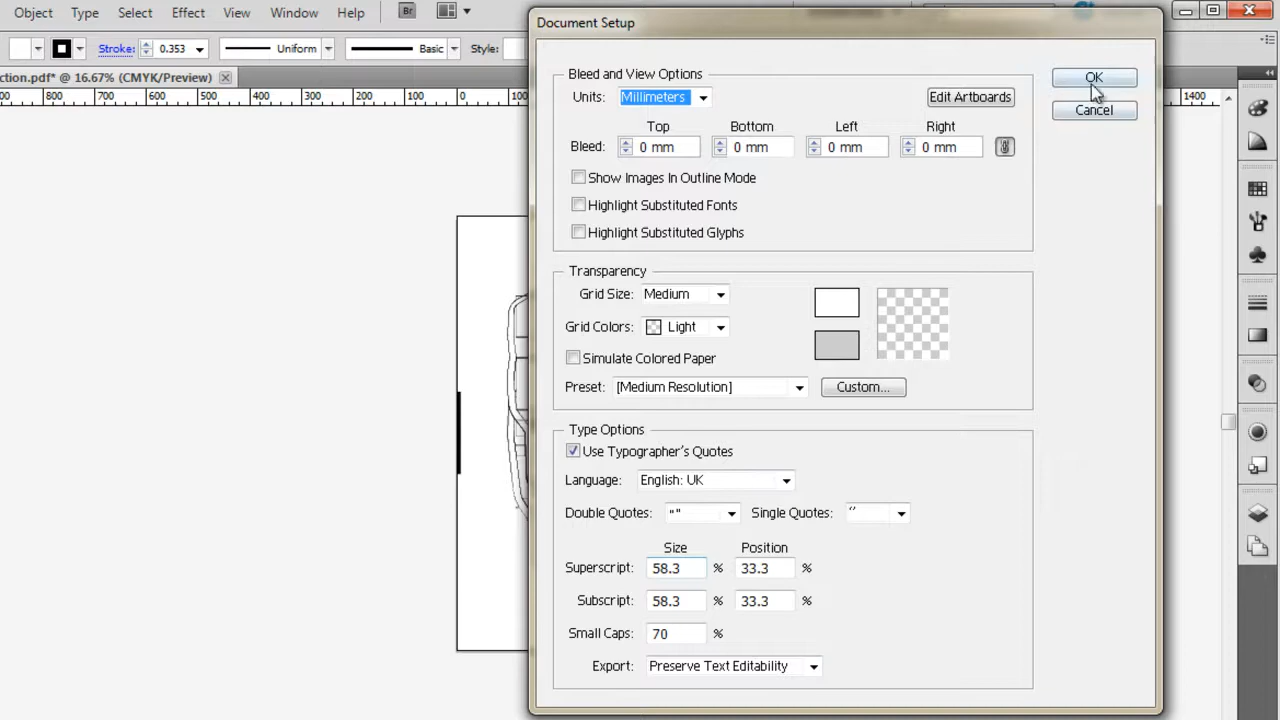 Object Type Select Effect View Window Help Br
Document Setup
Stroke: 0.353 Uniform Basic Style:
ction.pdf* @ 16.67% (CMYK/Preview)
800 700 600 500 400 300 200 100 0 1400
Bleed and View Options
OK
Units: Millimeters Edit Artboards
Cancel
Top Bottom Left Right
Bleed: 0 mm 0 mm 0 mm 0 mm
Show Images In Outline Mode
Highlight Substituted Fonts
Highlight Substituted Glyphs
Transparency
Grid Size: Medium
Grid Colors: Light
Simulate Colored Paper
Preset: [Medium Resolution] Custom...
Type Options
Use Typographer's Quotes
Language: English: UK
Double Quotes: "" Single Quotes: ''
Size Position
Superscript: 58.3 % 33.3 %
Subscript: 58.3 % 33.3 %
Small Caps: 70 %
Export: Preserve Text Editability